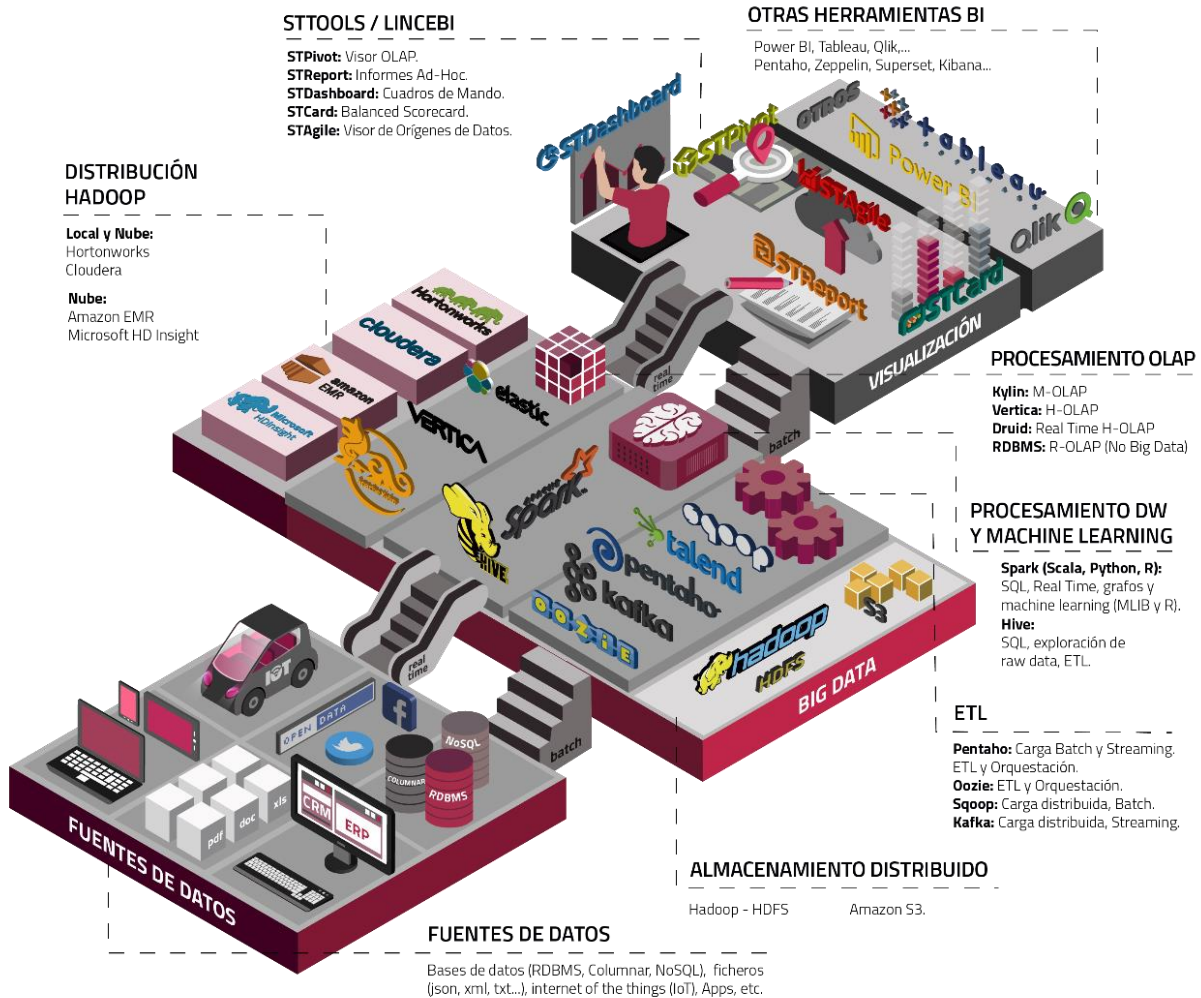 STTOOLS / LINCEBI
STPivot: Visor OLAP.
STReport: Informes Ad-Hoc.
STDashboard: Cuadros de Mando.
STCard: Balanced Scorecard.
STAgile: Visor de Orígenes de Datos.
OTRAS HERRAMIENTAS BI
Power BI, Tableau, Qlik,...
Pentaho, Zeppelin, Superset, Kibana...
DISTRIBUCIÓN
HADOOP
Local y Nube:
Hortonworks
Cloudera
Nube:
Amazon EMR
Microsoft HD Insight
STDashboard
STPivot
OTROS
tableau
Power BI
Qlik
STAgile
STReport
STCard
VISUALIZACIÓN
Hortonworks
cloudera
amazon
EMR
Microsoft
HDInsight
elastic
VERTICA
real
time
batch
APACHE
Spark
HIVE
sqoop
talend
pentaho
kafka
OOZIE
hadoop
HDFS
S3
BIG DATA
PROCESAMIENTO OLAP
Kylin: M-OLAP
Vertica: H-OLAP
Druid: Real Time H-OLAP
RDBMS: R-OLAP (No Big Data)
PROCESAMIENTO DW
Y MACHINE LEARNING
Spark (Scala, Python, R):
SQL, Real Time, grafos y
machine learning (MLIB y R).
Hive:
SQL, exploración de
raw data, ETL.
ETL
Pentaho: Carga Batch y Streaming.
ETL y Orquestación.
Oozie: ETL y Orquestación.
Sqoop: Carga distribuida, Batch.
Kafka: Carga distribuida, Streaming.
real
time
batch
IOT
OPEN DATA
NoSQL
COLUMNAR
RDBMS
pdf
doc
xls
CRM
ERP
FUENTES DE DATOS
ALMACENAMIENTO DISTRIBUIDO
Hadoop - HDFS Amazon S3.
FUENTES DE DATOS
Bases de datos (RDBMS, Columnar, NoSQL), ficheros
(json, xml, txt...), internet of the things (IoT), Apps, etc.